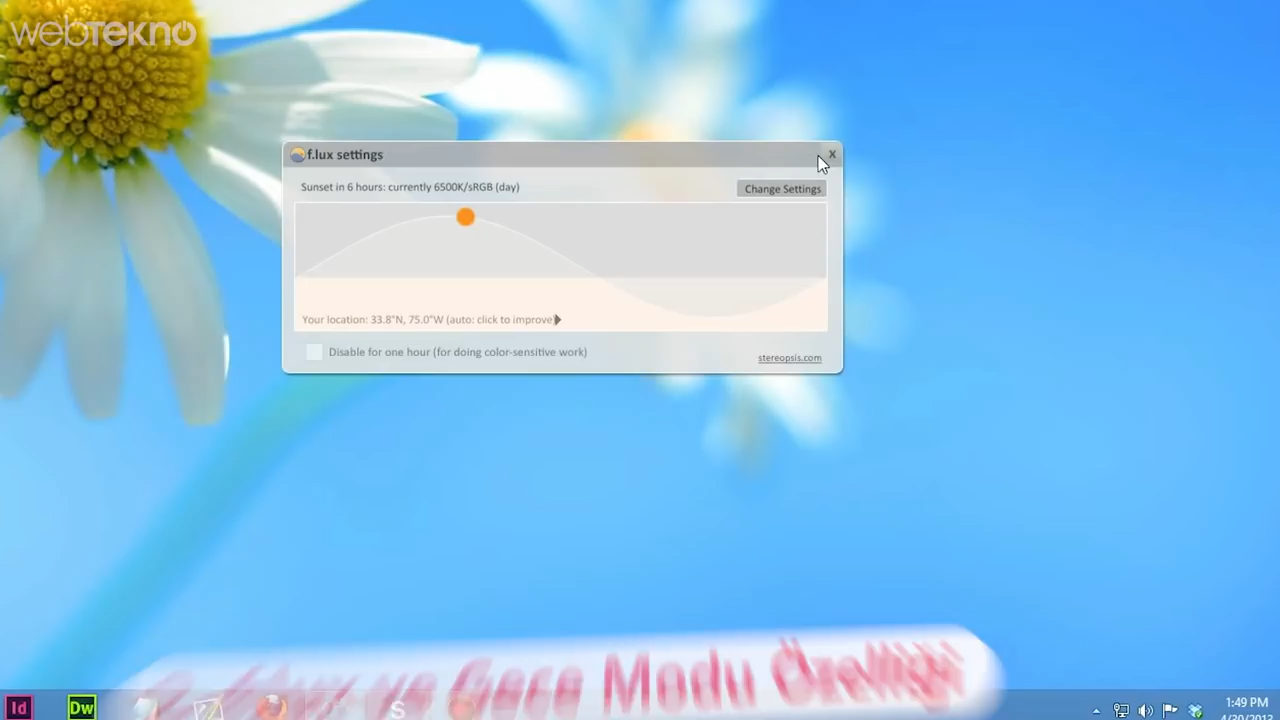 webTEKNO
f.lux settings
x
Sunset in 6 hours: currently 6500K/sRGB (day)
Change Settings
Your location: 33.8°N, 75.0°W (auto: click to improve)
Disable for one hour (for doing color-sensitive work)
stereopsis.com
ve Gece Modu Özelliği
Id
Dw
S
1:49 PM